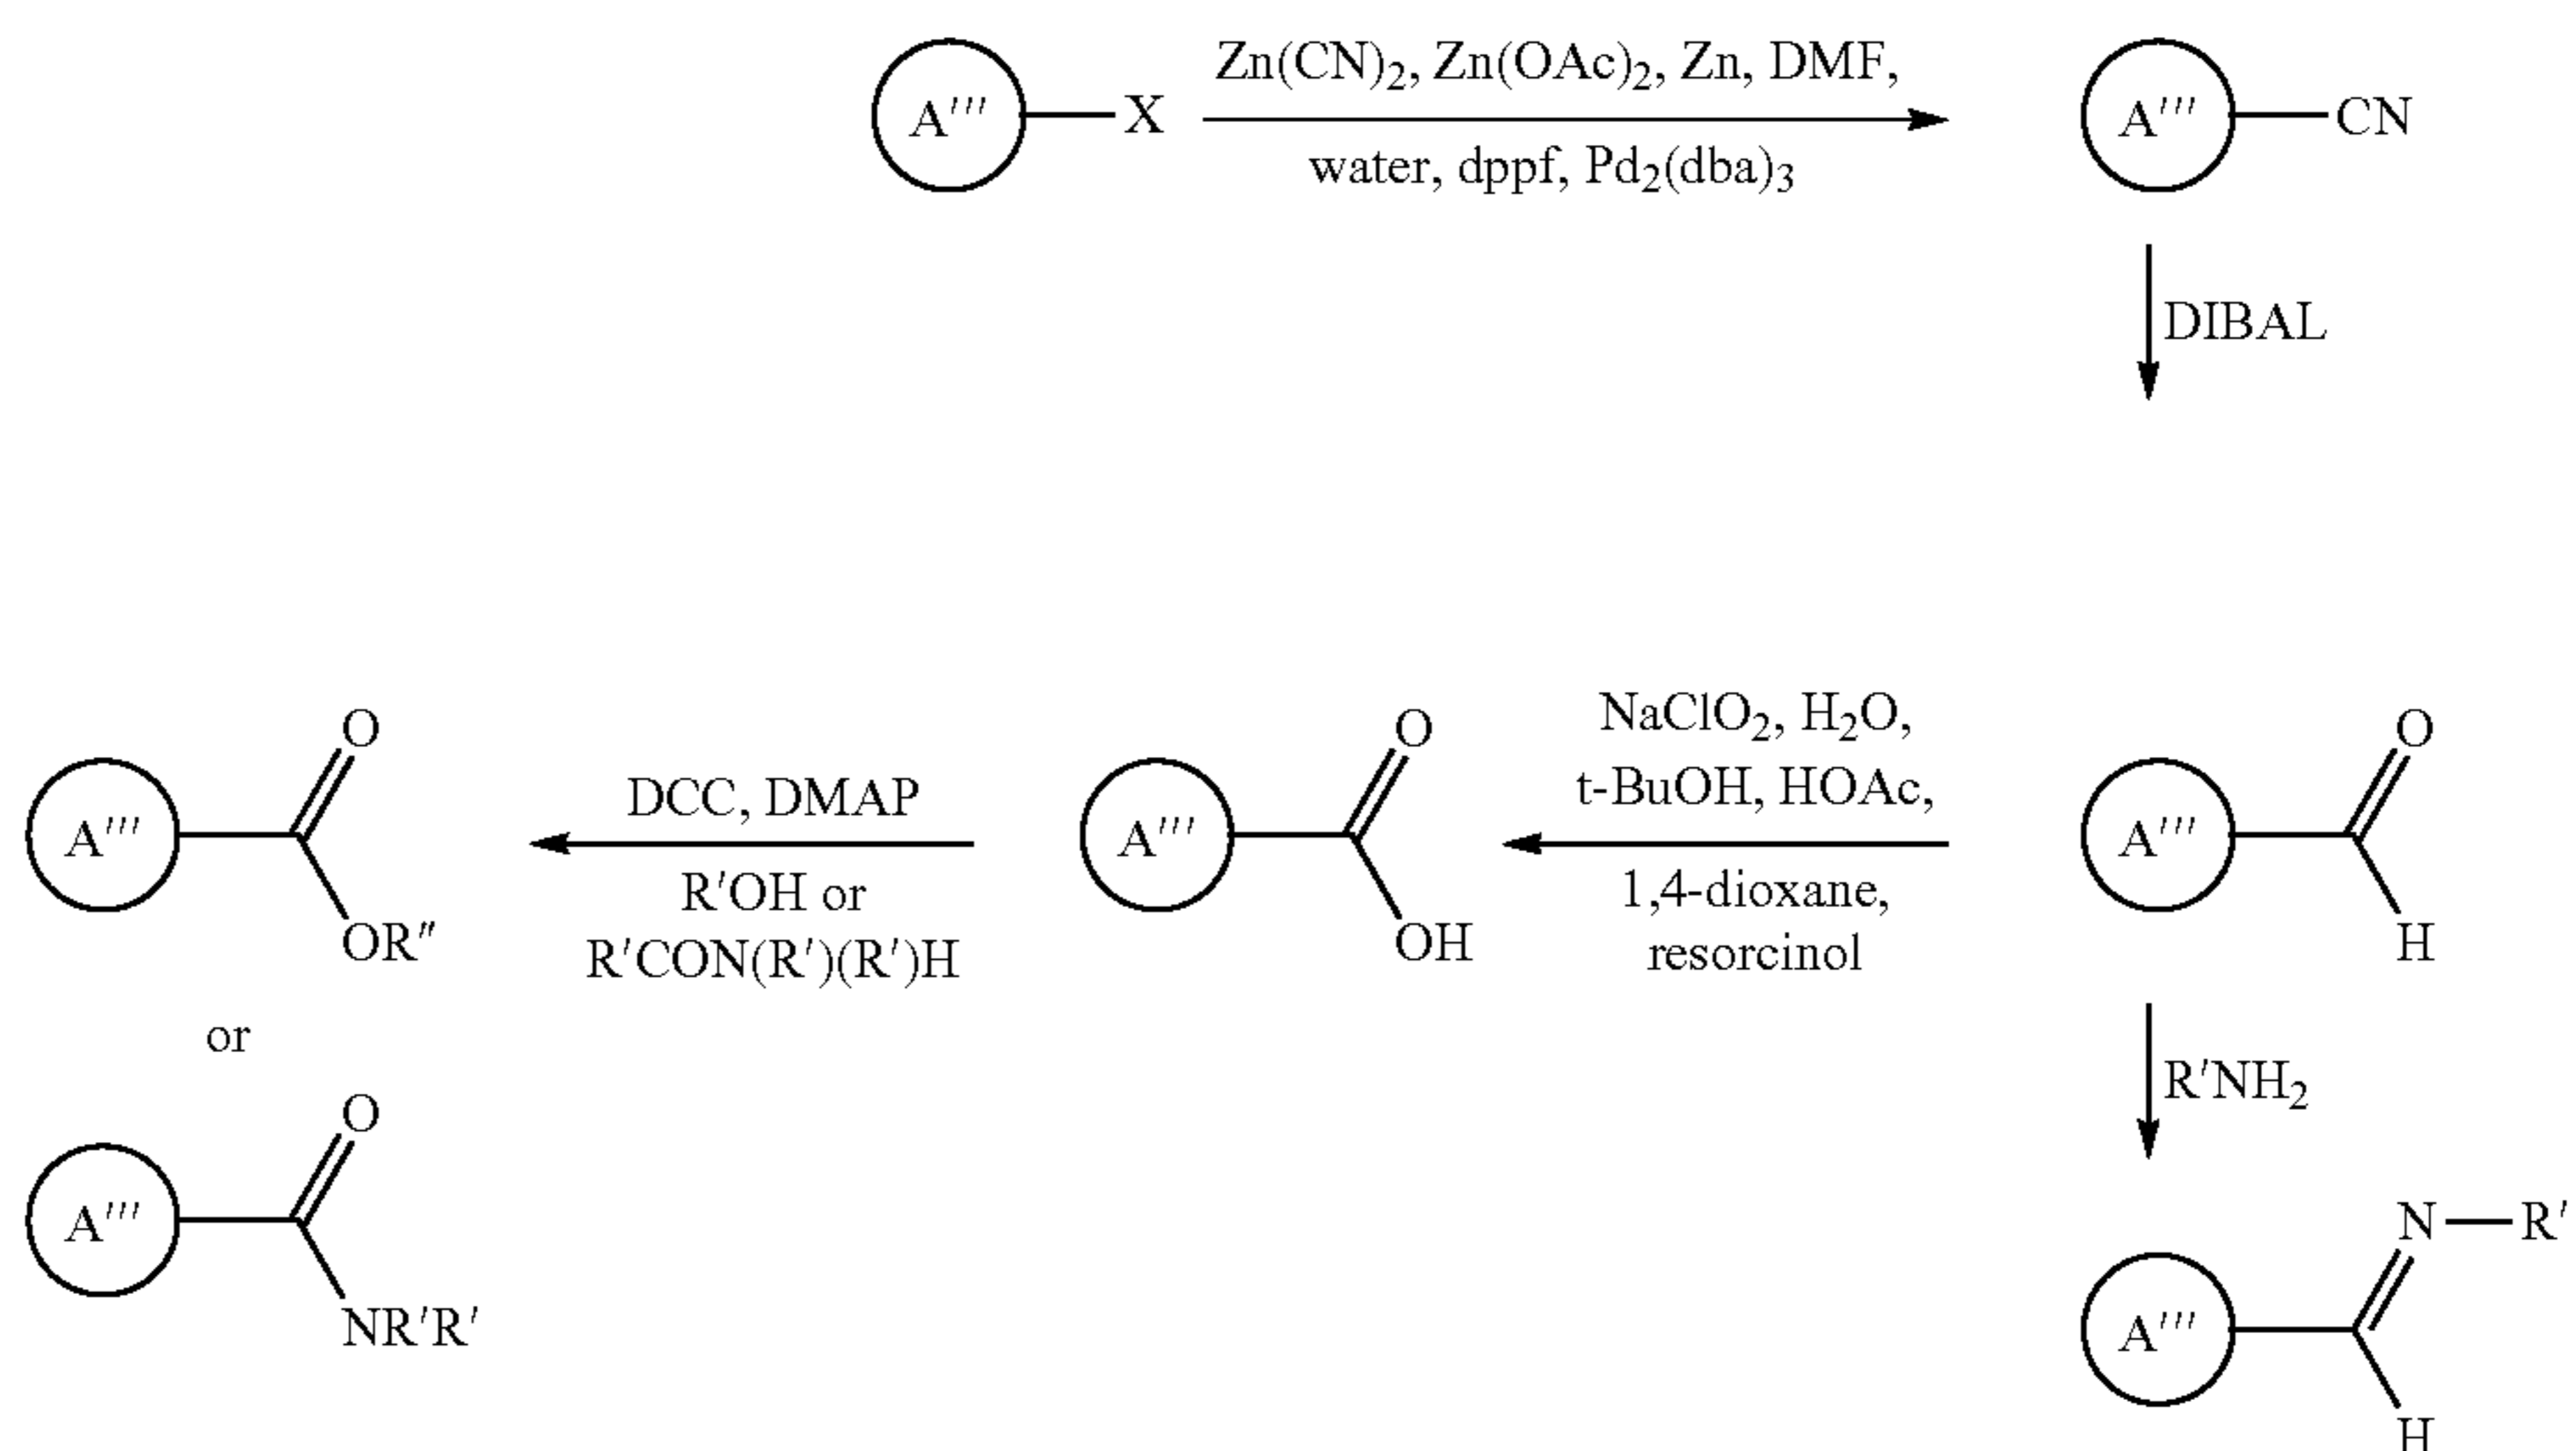 A''' X Zn(CN)₂, Zn(OAc)₂, Zn, DMF, A''' CN
water, dppf, Pd₂(dba)₃
DIBAL
O O NaClO₂, H₂O, O
A''' DCC, DMAP A''' t-BuOH, HOAc, A'''
R'OH or 1,4-dioxane,
OR" R'CON(R')(R')H OH resorcinol H
or
R'NH₂
O
A''' N R'
NR'R' A'''
H